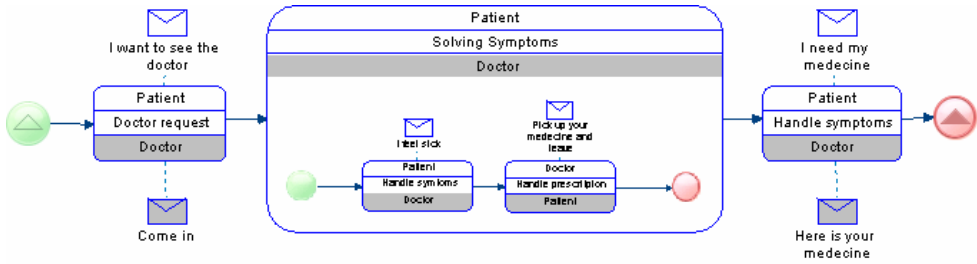 I want to see the
doctor
Patient
Doctor request
Doctor
Come in
Patient
Solving Symptoms
Doctor
I feel sick
Patient
Handle symtoms
Doctor
Pick up your
medecine and
leave
Doctor
Handle prescription
Patient
I need my
medecine
Patient
Handle symptoms
Doctor
Here is your
medecine